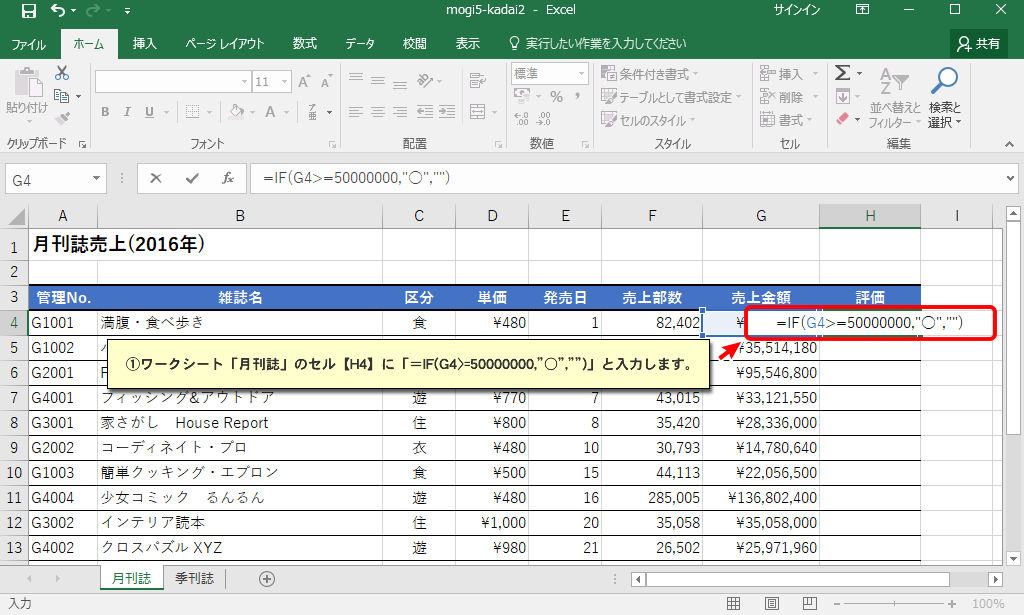 mogi5-kadai2 - Excel サインイン
ファイル ホーム 挿入 ページ レイアウト 数式 データ 校閲 表示 実行したい作業を入力してください 共有
貼り付け 11 標準 条件付き書式 挿入 Σ
テーブルとして書式設定 削除 並べ替えと 検索と
B I U A % , セルのスタイル 書式 フィルター 選択
クリップボード フォント 配置 数値 スタイル セル 編集
G4 fx =IF(G4>=50000000,"〇","")
A B C D E F G H I
1 月刊誌売上(2016年)
2
3 管理No. 雑誌名 区分 単価 発売日 売上部数 売上金額 評価
4 G1001 満腹・食べ歩き 食 ¥480 1 82,402 ¥ =IF(G4>=50000000,"〇","")
5 G1002 ¥35,514,180
①ワークシート「月刊誌」のセル【H4】に「=IF(G4>=50000000,”〇”,””)」と入力します。
6 G2001 F ¥95,546,800
7 G4001 フィッシング&アウトドア 遊 ¥770 7 43,015 ¥33,121,550
8 G3001 家さがし　House Report 住 ¥800 8 35,420 ¥28,336,000
9 G2002 コーディネイト・プロ 衣 ¥480 10 30,793 ¥14,780,640
10 G1003 簡単クッキング・エプロン 食 ¥500 15 44,113 ¥22,056,500
11 G4004 少女コミック　るんるん 遊 ¥480 16 285,005 ¥136,802,400
12 G3002 インテリア読本 住 ¥1,000 20 35,058 ¥35,058,000
13 G4002 クロスパズル XYZ 遊 ¥980 21 26,502 ¥25,971,960
月刊誌 季刊誌
入力 100%